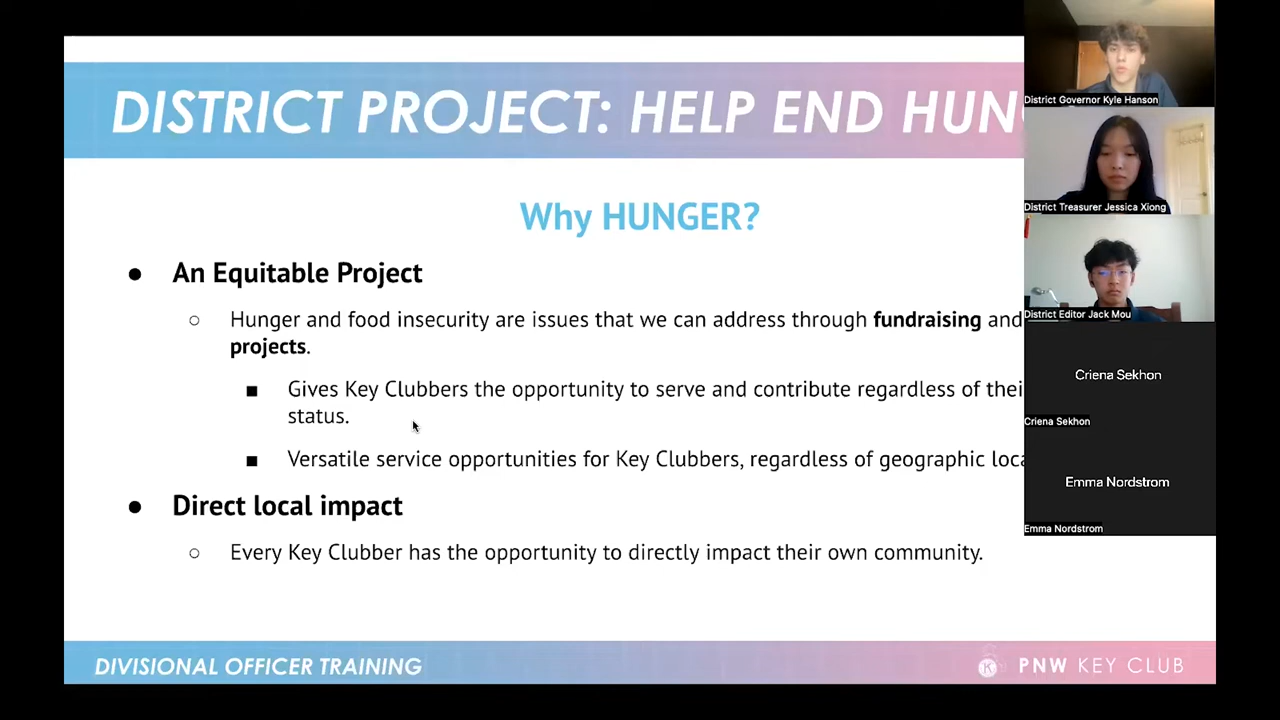 DISTRICT PROJECT: HELP END HUN
Why HUNGER?
● An Equitable Project
○ Hunger and food insecurity are issues that we can address through fundraising and
projects.
■ Gives Key Clubbers the opportunity to serve and contribute regardless of thei
status.
■ Versatile service opportunities for Key Clubbers, regardless of geographic loca
● Direct local impact
○ Every Key Clubber has the opportunity to directly impact their own community.
DIVISIONAL OFFICER TRAINING
K PNW KEY CLUB
District Governor Kyle Hanson
District Treasurer Jessica Xiong
District Editor Jack Mou
Criena Sekhon
Criena Sekhon
Emma Nordstrom
Emma Nordstrom